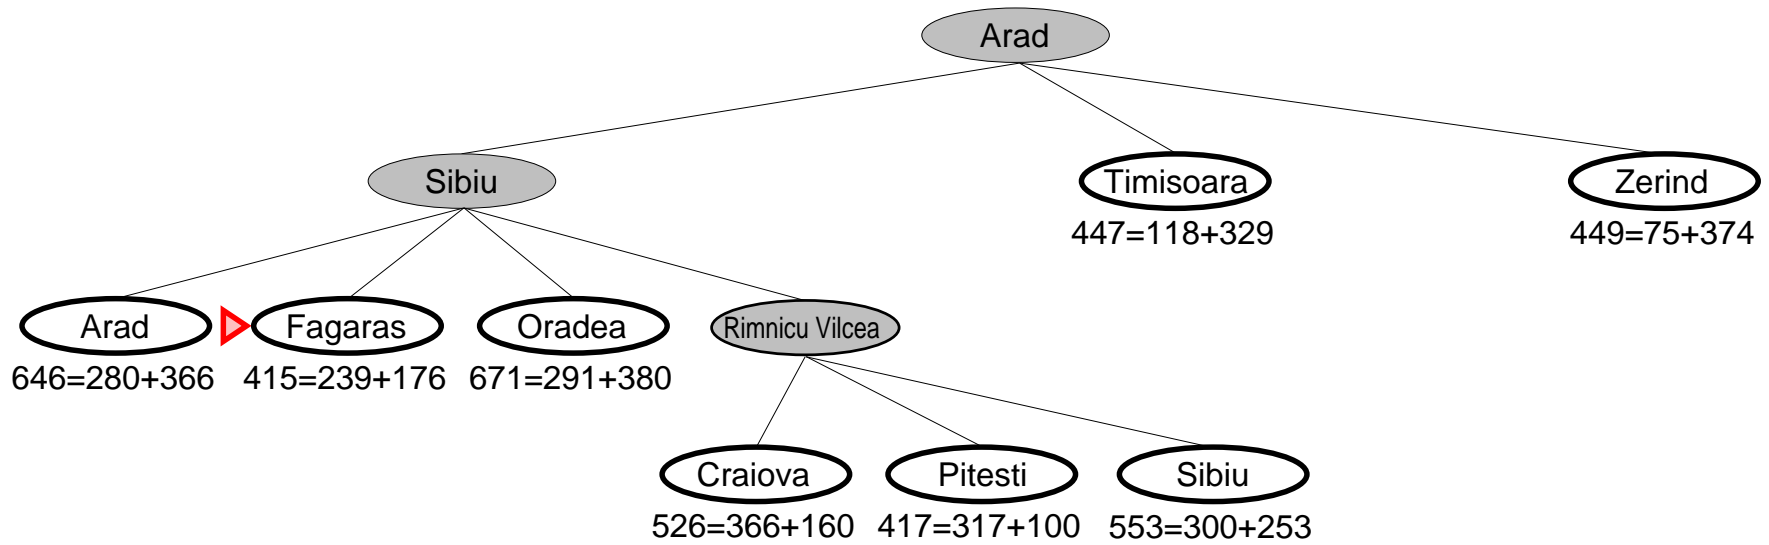 Arad
Sibiu
Timisoara
Zerind
447=118+329
449=75+374
Arad
Fagaras
Oradea
Rimnicu Vilcea
646=280+366
415=239+176
671=291+380
Craiova
Pitesti
Sibiu
526=366+160
417=317+100
553=300+253